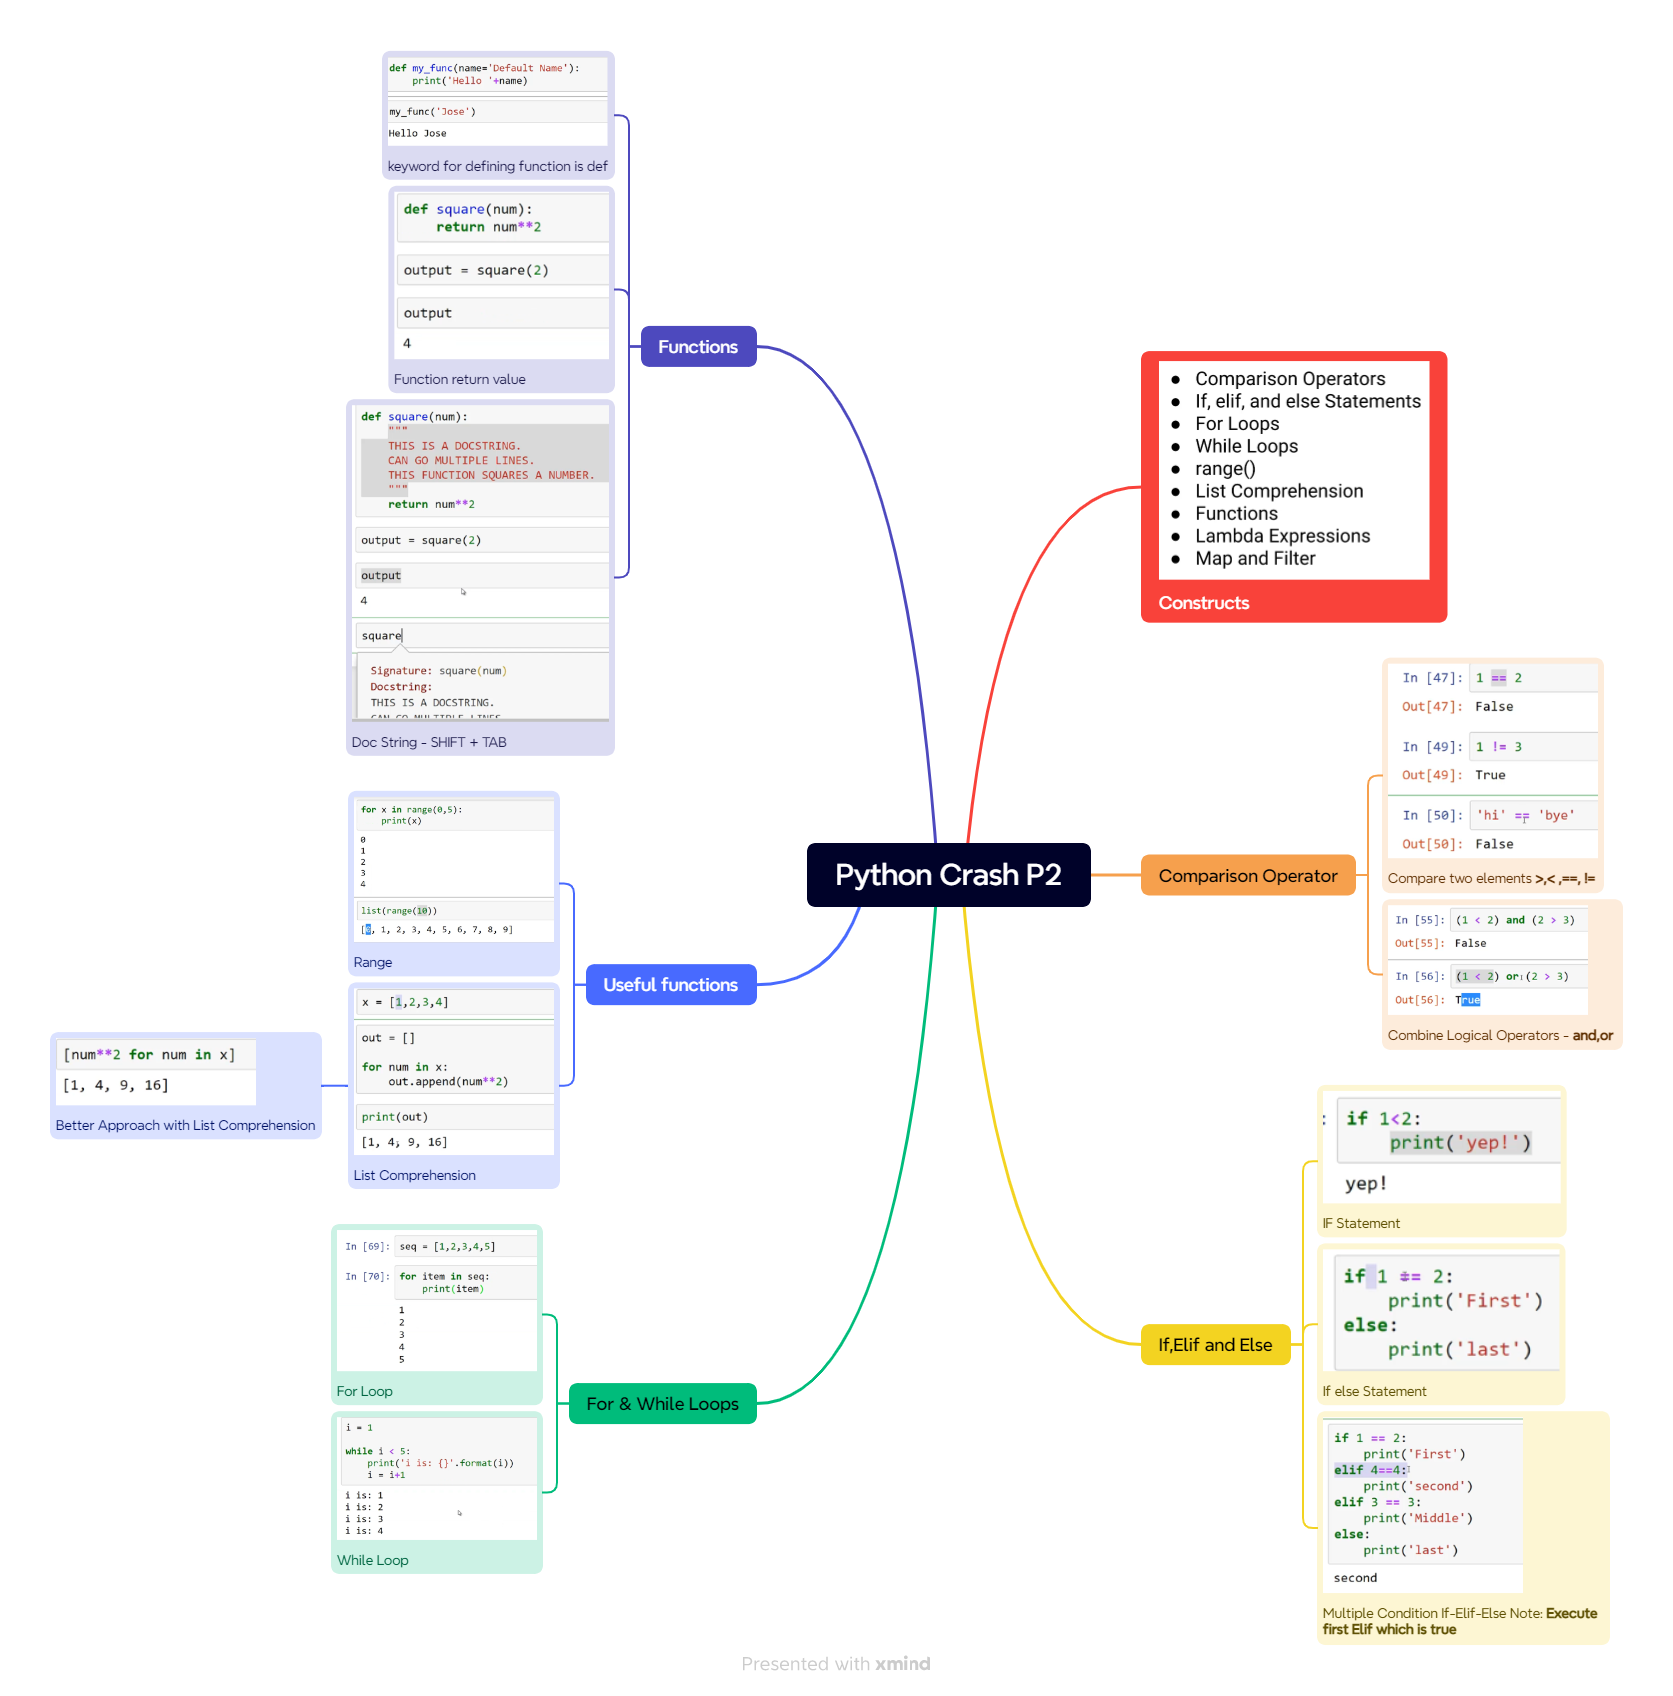 Python Crash P2
Constructs
● Comparison Operators
● If, elif, and else Statements
● For Loops
● While Loops
● range()
● List Comprehension
● Functions
● Lambda Expressions
● Map and Filter
Comparison Operator
In [47]: 1 == 2
Out[47]: False
In [49]: 1 != 3
Out[49]: True
In [50]: 'hi' == 'bye'
Out[50]: False
Compare two elements >,< ,==, !=
In [55]: (1 < 2) and (2 > 3)
Out[55]: False
In [56]: (1 < 2) or (2 > 3)
Out[56]: True
Combine Logical Operators - and,or
If,Elif and Else
: if 1<2:
    print('yep!')
yep!
IF Statement
if 1 == 2:
    print('First')
else:
    print('last')
If else Statement
if 1 == 2:
    print('First')
elif 4==4:
    print('second')
elif 3 == 3:
    print('Middle')
else:
    print('last')
second
Multiple Condition If-Elif-Else Note: Execute
first Elif which is true
Functions
def my_func(name='Default Name'):
    print('Hello '+name)
my_func('Jose')
Hello Jose
keyword for defining function is def
def square(num):
    return num**2
output = square(2)
output
4
Function return value
def square(num):
    """
    THIS IS A DOCSTRING.
    CAN GO MULTIPLE LINES.
    THIS FUNCTION SQUARES A NUMBER.
    """
    return num**2
output = square(2)
output
4
square
Signature: square(num)
Docstring:
THIS IS A DOCSTRING.
CAN GO MULTIPLE LINES
Doc String - SHIFT + TAB
Useful functions
for x in range(0,5):
    print(x)
0
1
2
3
4
list(range(10))
[0, 1, 2, 3, 4, 5, 6, 7, 8, 9]
Range
x = [1,2,3,4]
out = []
for num in x:
    out.append(num**2)
print(out)
[1, 4, 9, 16]
List Comprehension
[num**2 for num in x]
[1, 4, 9, 16]
Better Approach with List Comprehension
For & While Loops
In [69]: seq = [1,2,3,4,5]
In [70]: for item in seq:
    print(item)
1
2
3
4
5
For Loop
i = 1
while i < 5:
    print('i is: {}'.format(i))
    i = i+1
i is: 1
i is: 2
i is: 3
i is: 4
While Loop
Presented with xmind